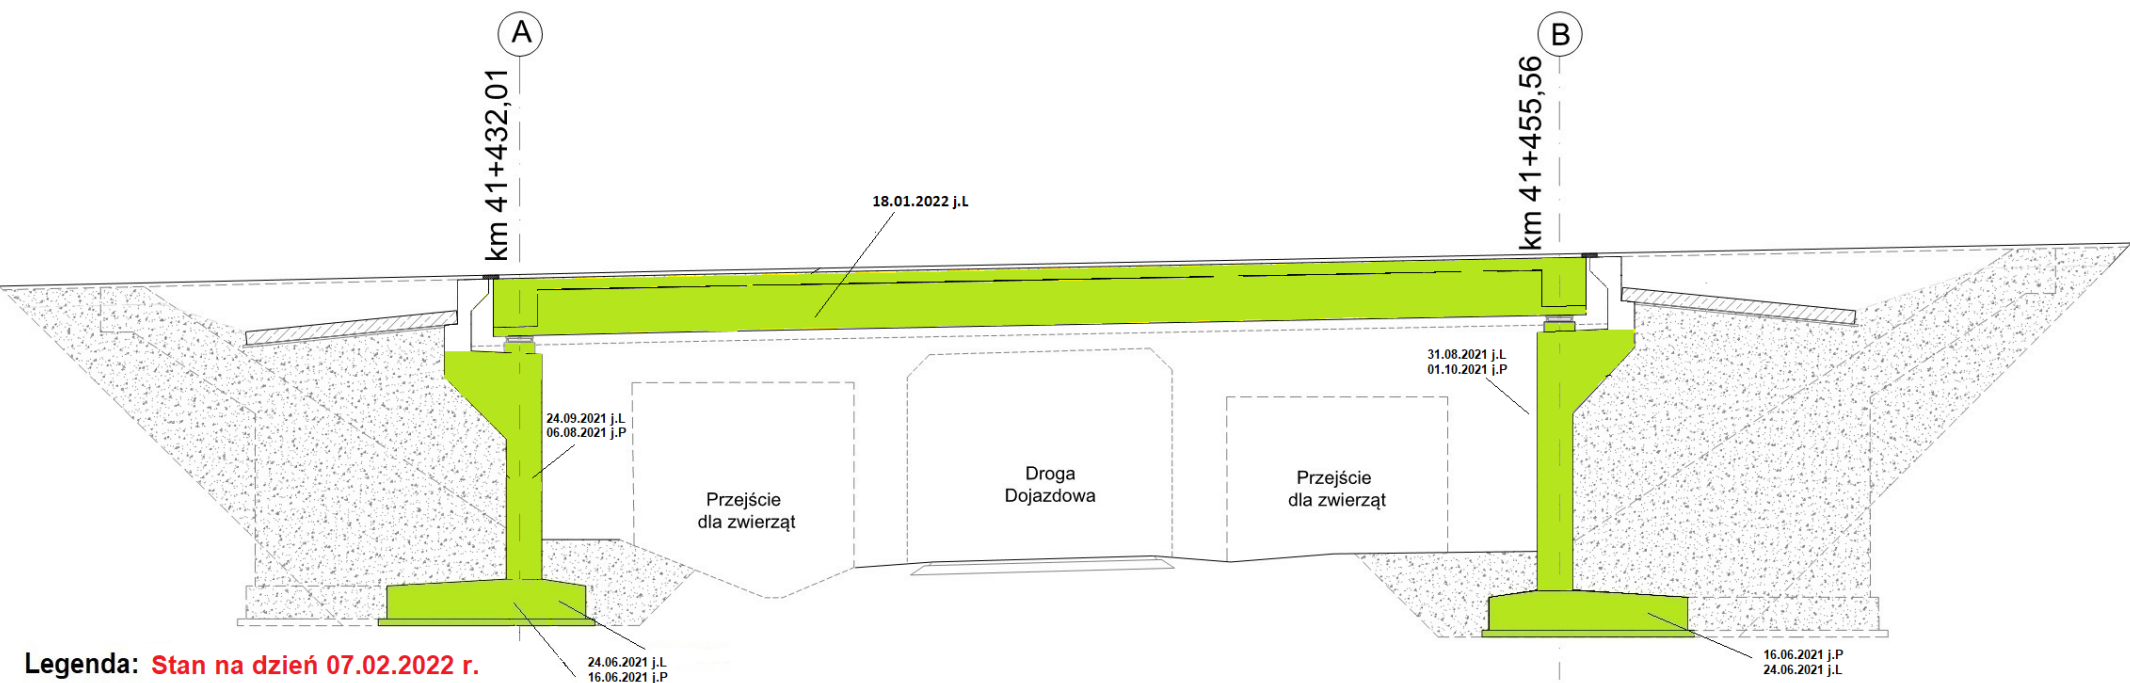 A
B
km 41+432,01
km 41+455,56
18.01.2022 j.L
31.08.2021 j.L
01.10.2021 j.P
24.09.2021 j.L
06.08.2021 j.P
Przejście
dla zwierząt
Droga
Dojazdowa
Przejście
dla zwierząt
24.06.2021 j.L
16.06.2021 j.P
16.06.2021 j.P
24.06.2021 j.L
Legenda: Stan na dzień 07.02.2022 r.